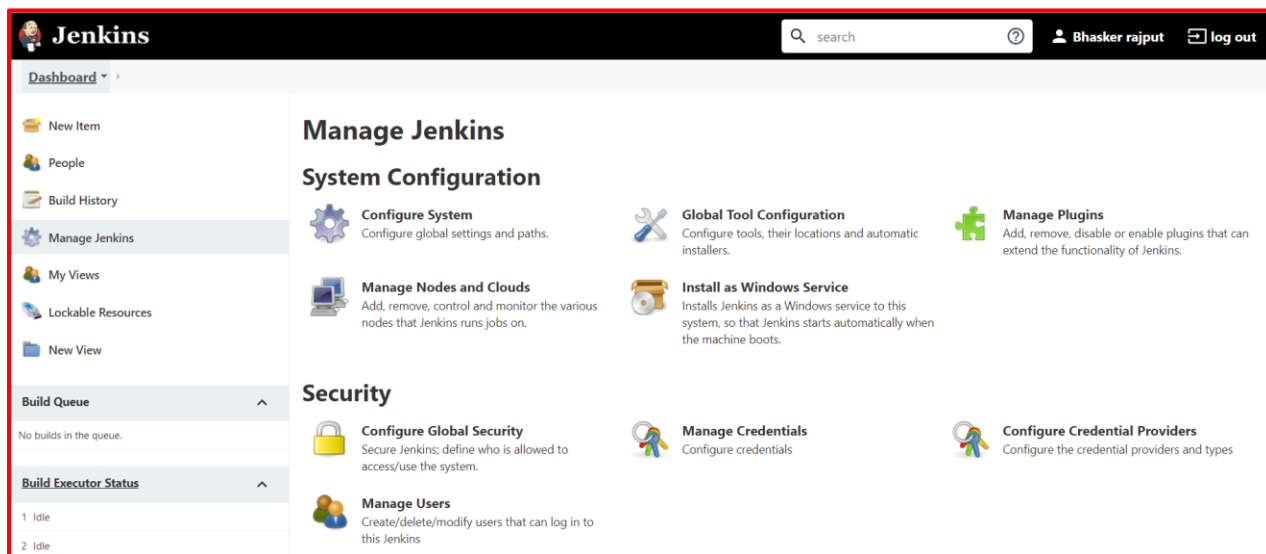 Jenkins
search
Bhasker rajput
log out
Dashboard
New Item
People
Build History
Manage Jenkins
My Views
Lockable Resources
New View
Build Queue
No builds in the queue.
Build Executor Status
1 Idle
2 Idle
Manage Jenkins
System Configuration
Configure System
Configure global settings and paths.
Global Tool Configuration
Configure tools, their locations and automatic
installers.
Manage Plugins
Add, remove, disable or enable plugins that can
extend the functionality of Jenkins.
Manage Nodes and Clouds
Add, remove, control and monitor the various
nodes that Jenkins runs jobs on.
Install as Windows Service
Installs Jenkins as a Windows service to this
system, so that Jenkins starts automatically when
the machine boots.
Security
Configure Global Security
Secure Jenkins; define who is allowed to
access/use the system.
Manage Credentials
Configure credentials
Configure Credential Providers
Configure the credential providers and types
Manage Users
Create/delete/modify users that can log in to
this Jenkins